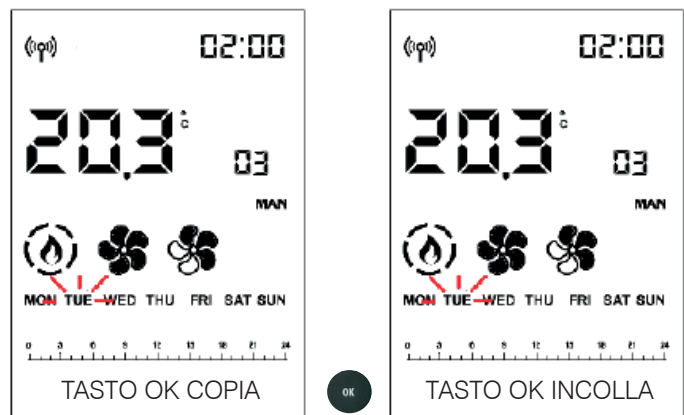 02:00
20.3 °C
03
MAN
MON TUE WED THU FRI SAT SUN
0 3 6 9 12 15 18 21 24
TASTO OK COPIA
OK
02:00
20.3 °C
03
MAN
MON TUE WED THU FRI SAT SUN
0 3 6 9 12 15 18 21 24
TASTO OK INCOLLA